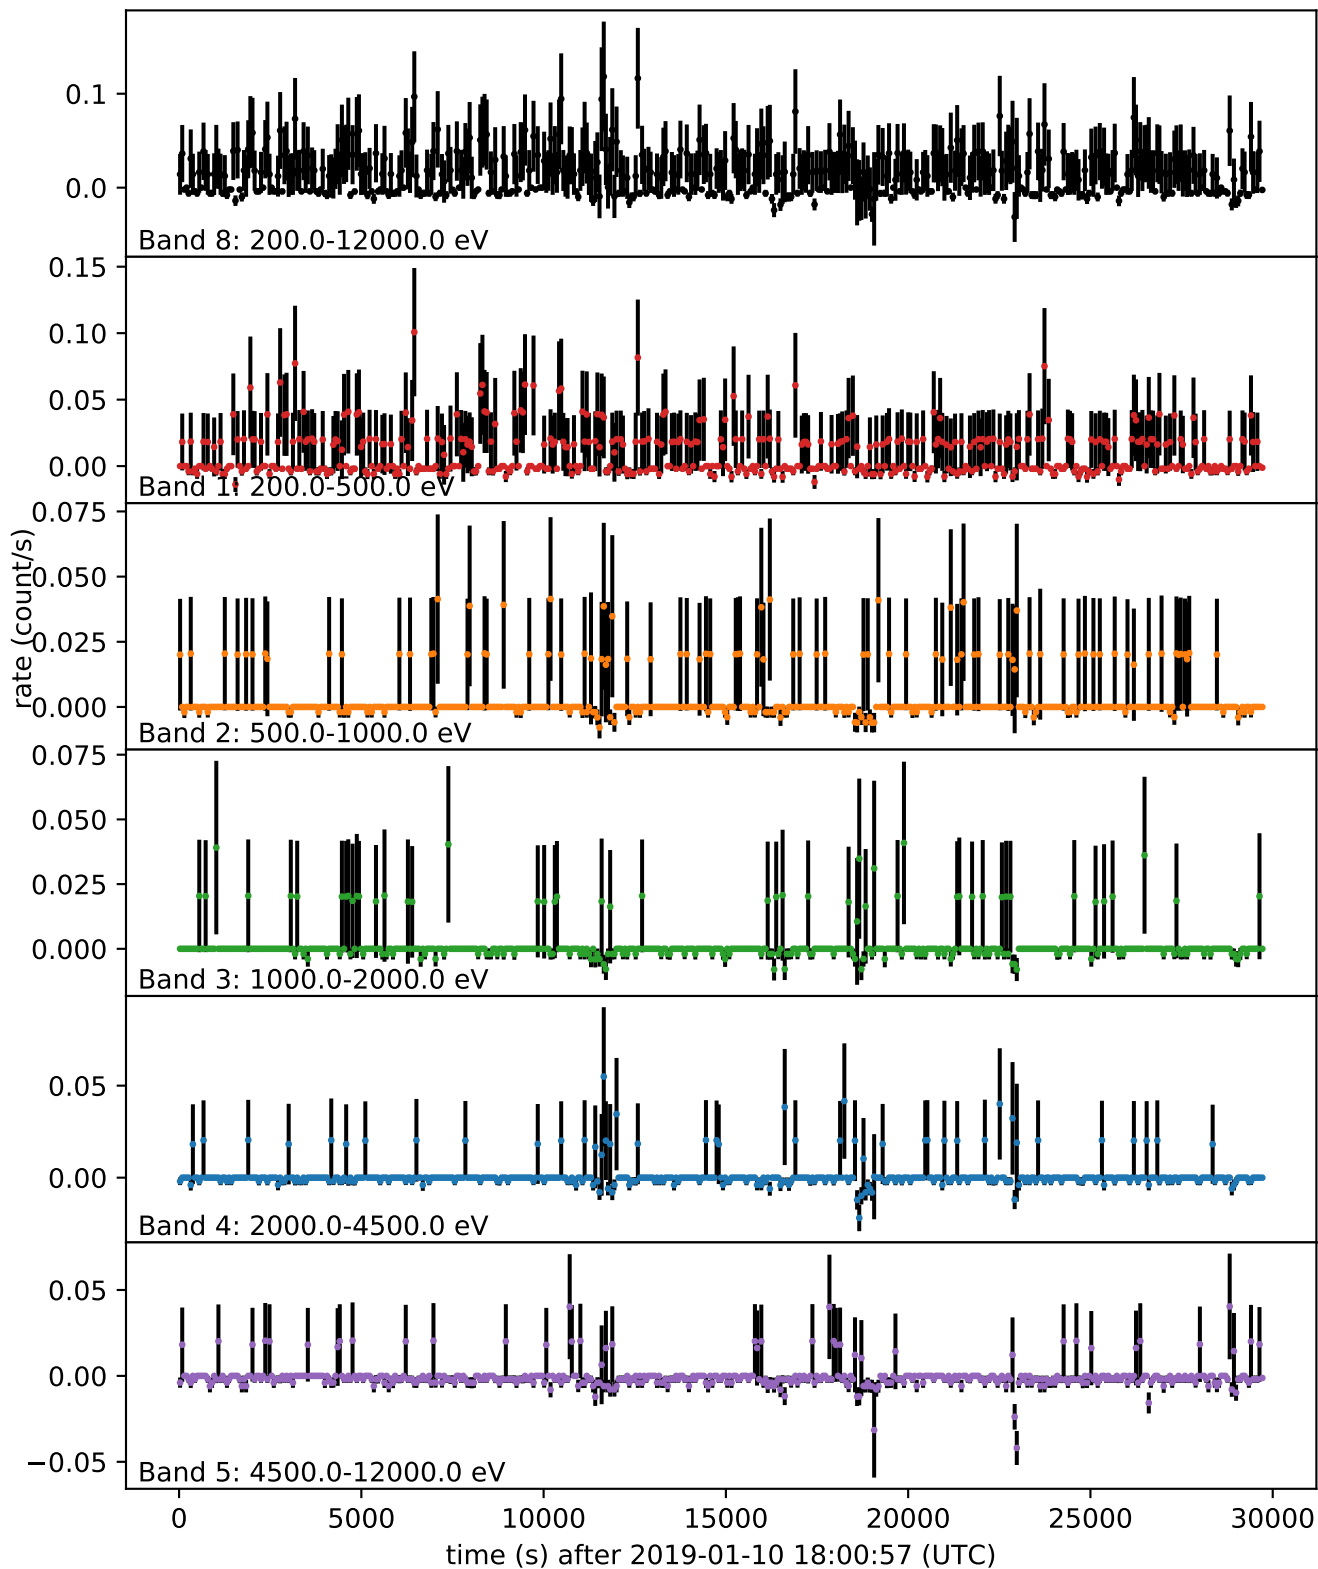 0.1
0.0
Band 8: 200.0-12000.0 eV
0.15
0.10
0.05
0.00
Band 1: 200.0-500.0 eV
rate (count/s)
0.075
0.050
0.025
0.000
Band 2: 500.0-1000.0 eV
0.075
0.050
0.025
0.000
Band 3: 1000.0-2000.0 eV
0.05
0.00
Band 4: 2000.0-4500.0 eV
0.05
0.00
−0.05
Band 5: 4500.0-12000.0 eV
0 5000 10000 15000 20000 25000 30000
time (s) after 2019-01-10 18:00:57 (UTC)